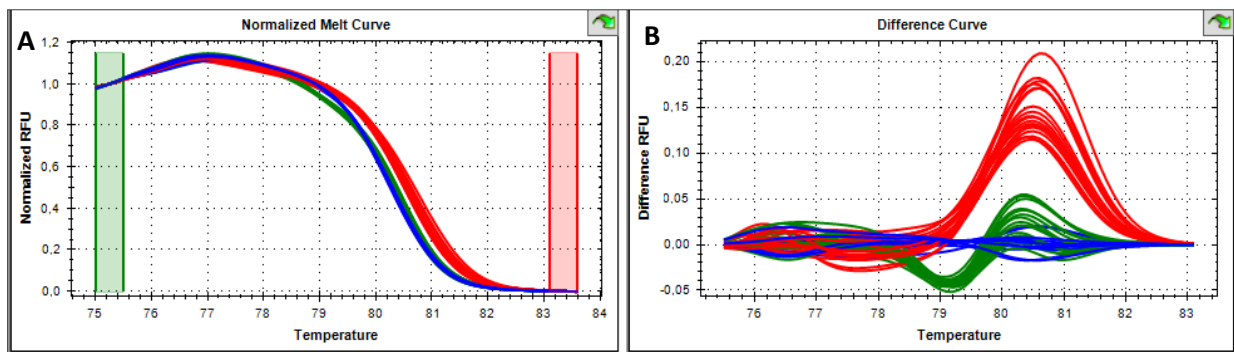 A
Normalized Melt Curve
Normalized RFU
1,2
1,0
0,8
0,6
0,4
0,2
0,0
75 76 77 78 79 80 81 82 83 84
Temperature
B
Difference Curve
Difference RFU
0,20
0,15
0,10
0,05
0,00
-0,05
76 77 78 79 80 81 82 83
Temperature